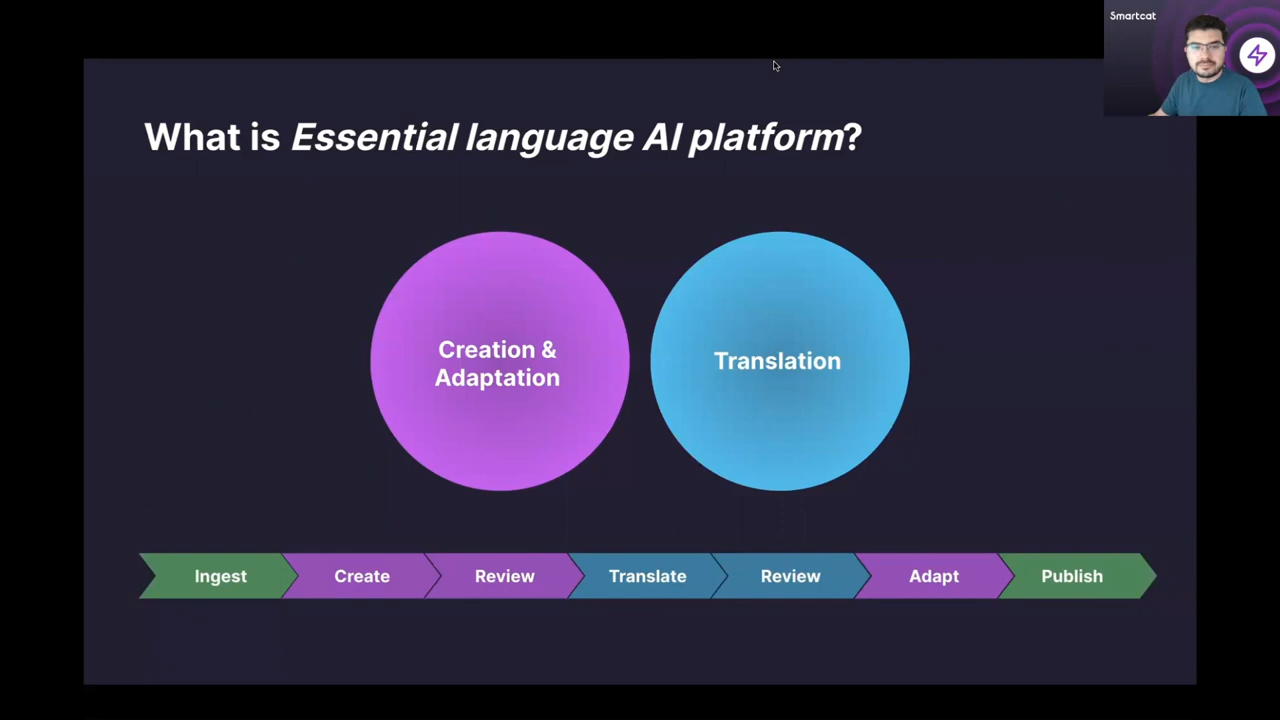 Smartcat
What is Essential language AI platform?
Creation &
Adaptation
Translation
Ingest
Create
Review
Translate
Review
Adapt
Publish